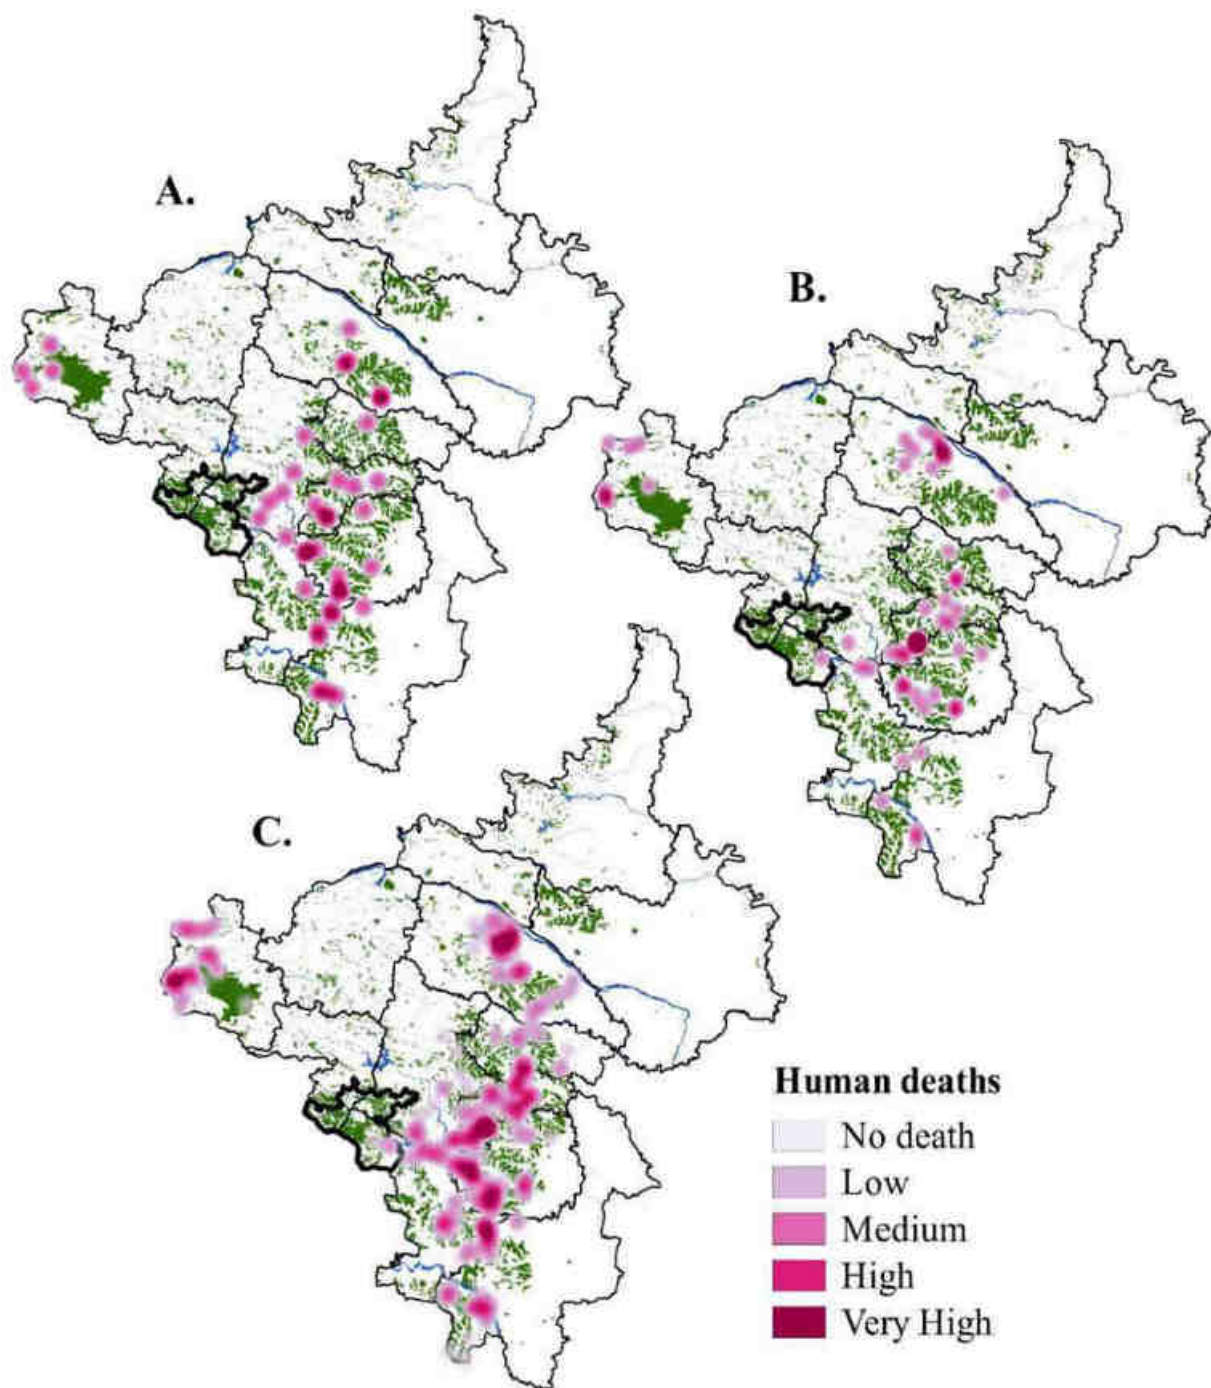 A.
B.
C.
Human deaths
No death
Low
Medium
High
Very High